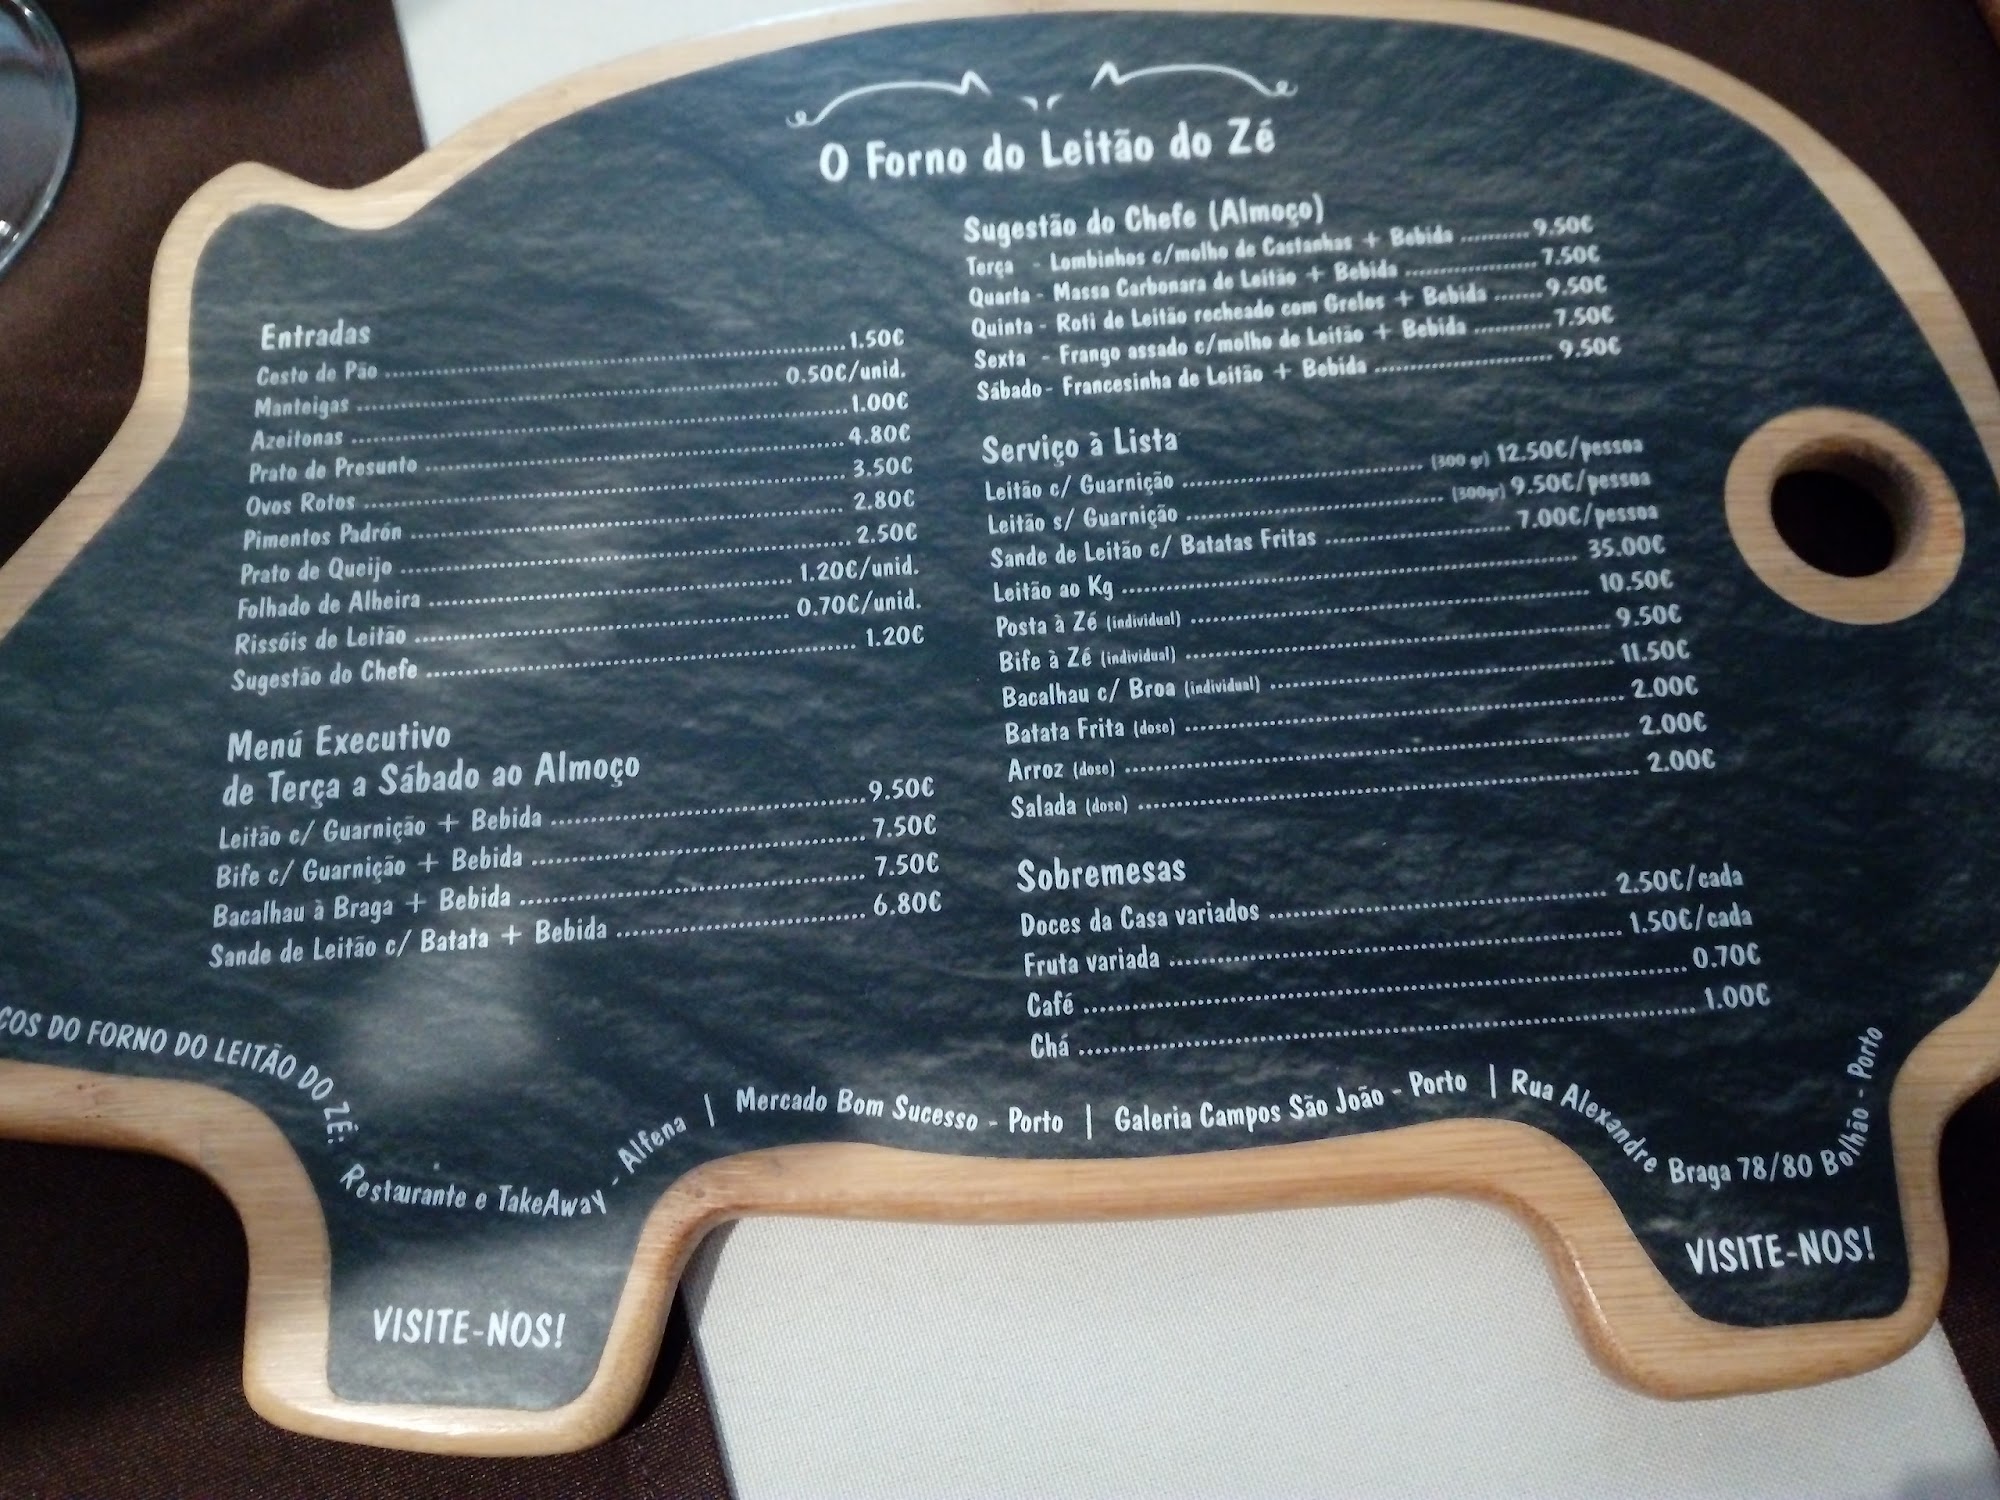 O Forno do Leitão do Zé
Entradas
Cesto de Pão ........ 1.50€
Manteigas ........ 0.50€/unid.
Azeitonas ........ 1.00€
Prato de Presunto ........ 4.80€
Ovos Rotos ........ 3.50€
Pimentos Padrón ........ 2.80€
Prato de Queijo ........ 2.50€
Folhado de Alheira ........ 1.20€/unid.
Rissóis de Leitão ........ 0.70€/unid.
Sugestão do Chefe ........ 1.20€
Menú Executivo
de Terça a Sábado ao Almoço
Leitão c/ Guarnição + Bebida ........ 9.50€
Bife c/ Guarnição + Bebida ........ 7.50€
Bacalhau à Braga + Bebida ........ 7.50€
Sande de Leitão c/ Batata + Bebida ........ 6.80€
Sugestão do Chefe (Almoço)
Terça - Lombinhos c/molho de Castanhas + Bebida ........ 9.50€
Quarta - Massa Carbonara de Leitão + Bebida ........ 7.50€
Quinta - Roti de Leitão recheado com Grelos + Bebida ........ 9.50€
Sexta - Frango assado c/molho de Leitão + Bebida ........ 7.50€
Sábado - Francesinha de Leitão + Bebida ........ 9.50€
Serviço à Lista
Leitão c/ Guarnição ........ (300 gr) 12.50€/pessoa
Leitão s/ Guarnição ........ (300gr) 9.50€/pessoa
Sande de Leitão c/ Batatas Fritas ........ 7.00€/pessoa
Leitão ao Kg ........ 35.00€
Posta à Zé (individual) ........ 10.50€
Bife à Zé (individual) ........ 9.50€
Bacalhau c/ Broa (individual) ........ 11.50€
Batata Frita (dose) ........ 2.00€
Arroz (dose) ........ 2.00€
Salada (dose) ........ 2.00€
Sobremesas
Doces da Casa variados ........ 2.50€/cada
Fruta variada ........ 1.50€/cada
Café ........ 0.70€
Chá ........ 1.00€
DO FORNO DO LEITÃO DO ZÉ: Restaurante e TakeAway - Alfena | Mercado Bom Sucesso - Porto | Galeria Campos São João - Porto | Rua Alexandre Braga 78/80 Bolhão - Porto
VISITE-NOS!
VISITE-NOS!